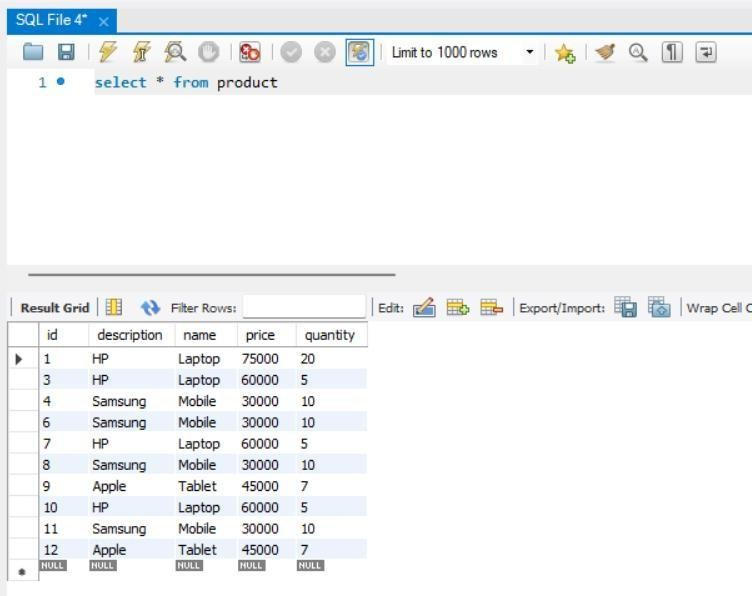 SQL File 4*
Limit to 1000 rows
1 select * from product
Result Grid Filter Rows: Edit: Export/Import: Wrap Cell C
id description name price quantity
1 HP Laptop 75000 20
3 HP Laptop 60000 5
4 Samsung Mobile 30000 10
6 Samsung Mobile 30000 10
7 HP Laptop 60000 5
8 Samsung Mobile 30000 10
9 Apple Tablet 45000 7
10 HP Laptop 60000 5
11 Samsung Mobile 30000 10
12 Apple Tablet 45000 7
NULL NULL NULL NULL NULL